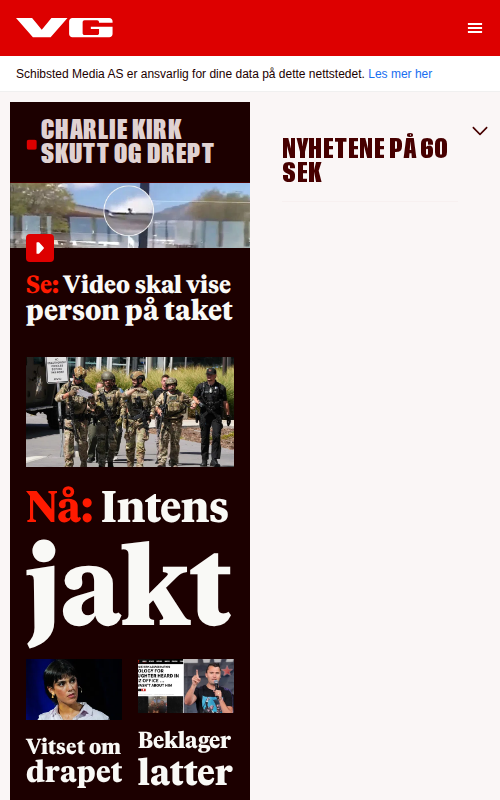 VG
Schibsted Media AS er ansvarlig for dine data på dette nettstedet. Les mer her
CHARLIE KIRK
SKUTT OG DREPT
Se: Video skal vise
person på taket
Nå: Intens
jakt
Vitset om
drapet
Beklager
latter
NYHETENE PÅ 60
SEK